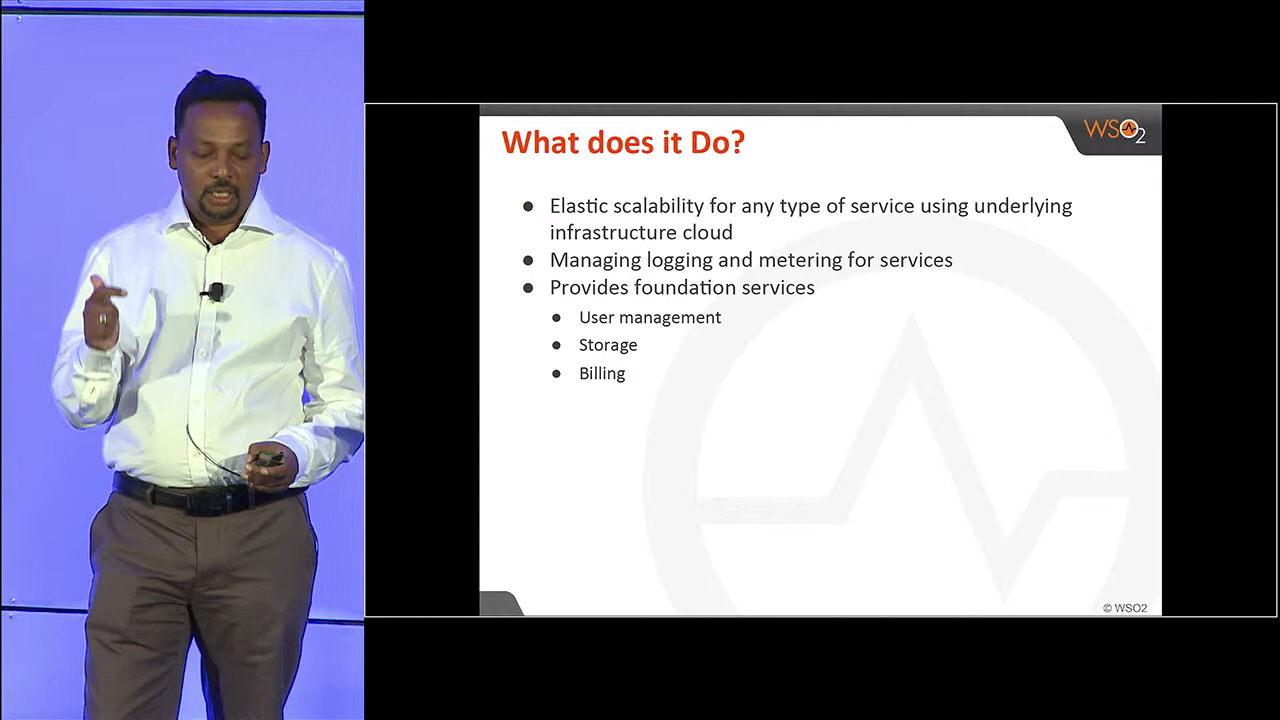 What does it Do?
WSO2
● Elastic scalability for any type of service using underlying
infrastructure cloud
● Managing logging and metering for services
● Provides foundation services
● User management
● Storage
● Billing
© WSO2